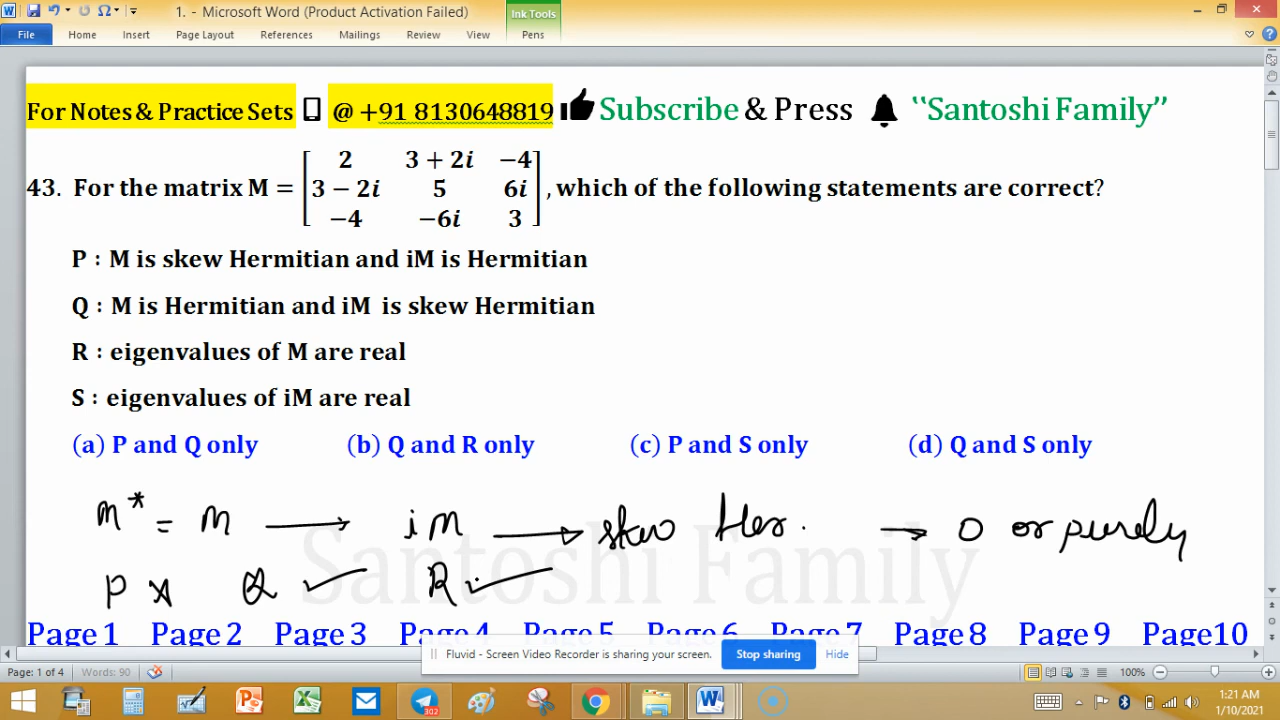 1. - Microsoft Word (Product Activation Failed)
Ink Tools
File Home Insert Page Layout References Mailings Review View Pens
For Notes & Practice Sets @ +91 8130648819 Subscribe & Press "Santoshi Family"
43. For the matrix M = [2 3 + 2i −4; 3 − 2i 5 6i; −4 −6i 3], which of the following statements are correct?
P : M is skew Hermitian and iM is Hermitian
Q : M is Hermitian and iM is skew Hermitian
R : eigenvalues of M are real
S : eigenvalues of iM are real
(a) P and Q only (b) Q and R only (c) P and S only (d) Q and S only
M* = M → iM → skew Her. → 0 or purely
P × Q ✓ R ✓
Santoshi Family
Page 1 Page 2 Page 3 Page 4 Page 5 Page 6 Page 7 Page 8 Page 9 Page10
Fluvid - Screen Video Recorder is sharing your screen. Stop sharing Hide
Page: 1 of 4 Words: 90 100%
302
1:21 AM
1/10/2021